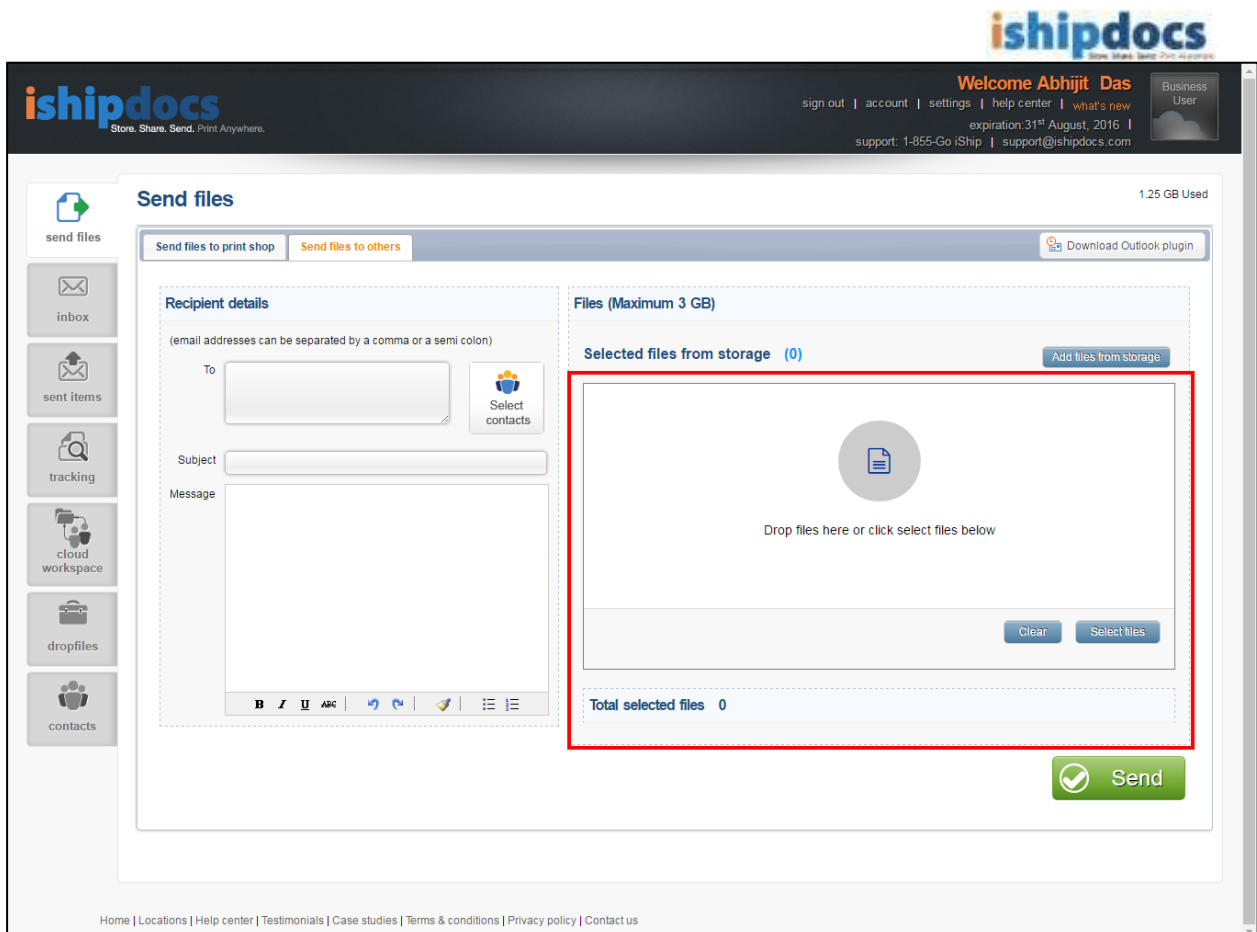 ishipdocs
ishipdocs
Store. Share. Send. Print Anywhere.
Welcome Abhijit Das
sign out | account | settings | help center | what's new
expiration:31st August, 2016 |
support: 1-855-Go iShip | support@ishipdocs.com
Business
User
send files
inbox
sent items
tracking
cloud
workspace
dropfiles
contacts
Send files
1.25 GB Used
Send files to print shop
Send files to others
Download Outlook plugin
Recipient details
(email addresses can be separated by a comma or a semi colon)
To
Select
contacts
Subject
Message
B I U ABC
Files (Maximum 3 GB)
Selected files from storage (0)
Add files from storage
Drop files here or click select files below
Clear
Select files
Total selected files 0
Send
Home | Locations | Help center | Testimonials | Case studies | Terms & conditions | Privacy policy | Contact us